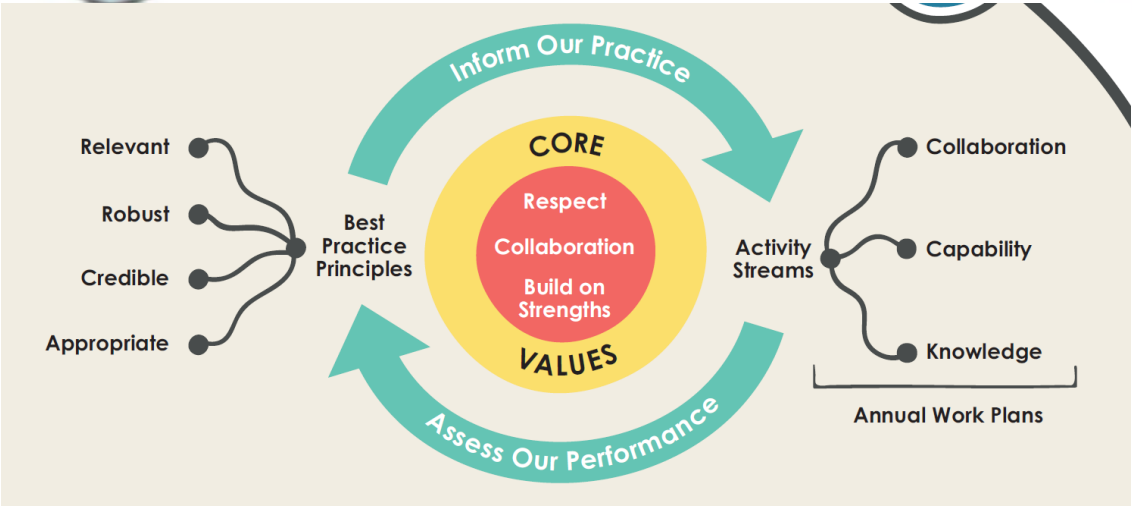 Inform Our Practice
Relevant
Robust
Credible
Appropriate
Best
Practice
Principles
CORE
Respect
Collaboration
Build on
Strengths
VALUES
Activity
Streams
Collaboration
Capability
Knowledge
Annual Work Plans
Assess Our Performance